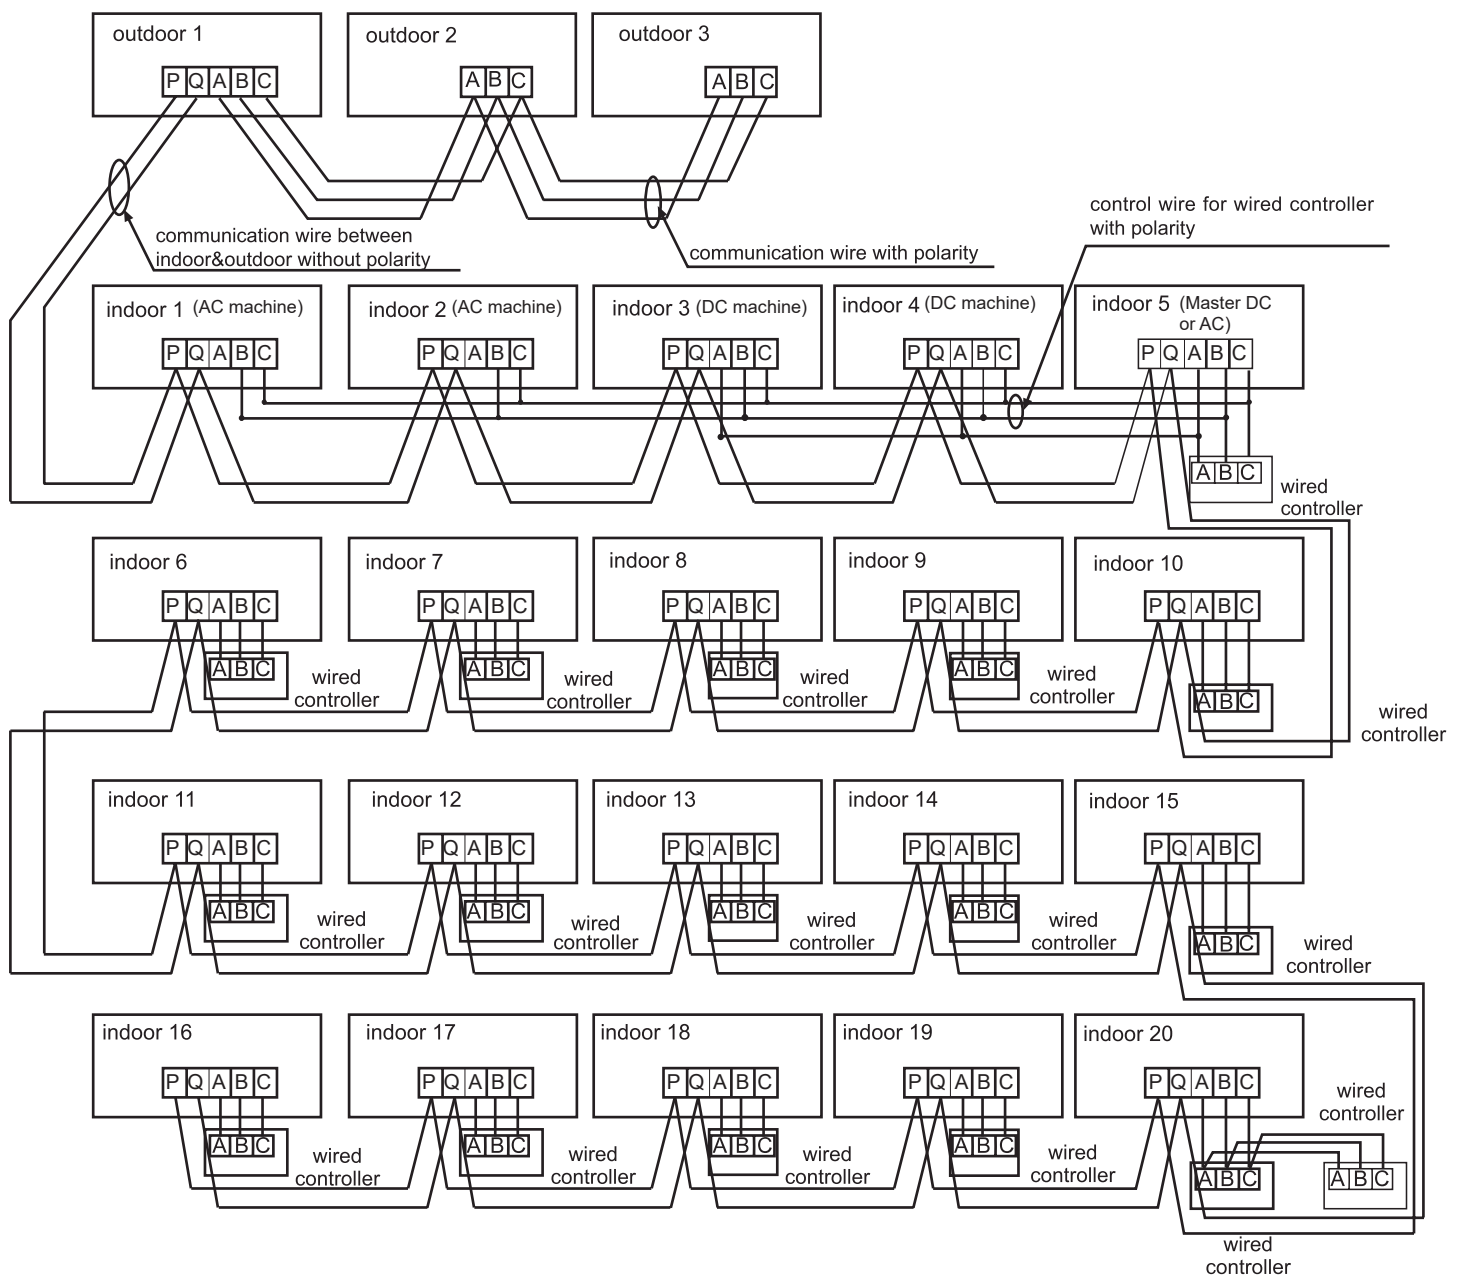 outdoor 1
outdoor 2
outdoor 3
P Q A B C
A B C
A B C
control wire for wired controller
with polarity
communication wire between
indoor&outdoor without polarity
communication wire with polarity
indoor 1 (AC machine)
indoor 2 (AC machine)
indoor 3 (DC machine)
indoor 4 (DC machine)
indoor 5 (Master DC
or AC)
P Q A B C
P Q A B C
P Q A B C
P Q A B C
P Q A B C
A B C
wired
controller
indoor 6
indoor 7
indoor 8
indoor 9
indoor 10
P Q A B C
P Q A B C
P Q A B C
P Q A B C
P Q A B C
A B C
wired
controller
A B C
wired
controller
A B C
wired
controller
A B C
wired
controller
A B C
wired
controller
indoor 11
indoor 12
indoor 13
indoor 14
indoor 15
P Q A B C
P Q A B C
P Q A B C
P Q A B C
P Q A B C
A B C
wired
controller
A B C
wired
controller
A B C
wired
controller
A B C
wired
controller
A B C
wired
controller
indoor 16
indoor 17
indoor 18
indoor 19
indoor 20
P Q A B C
P Q A B C
P Q A B C
P Q A B C
P Q A B C
wired
controller
A B C
wired
controller
A B C
wired
controller
A B C
wired
controller
A B C
wired
controller
A B C
A B C
wired
controller